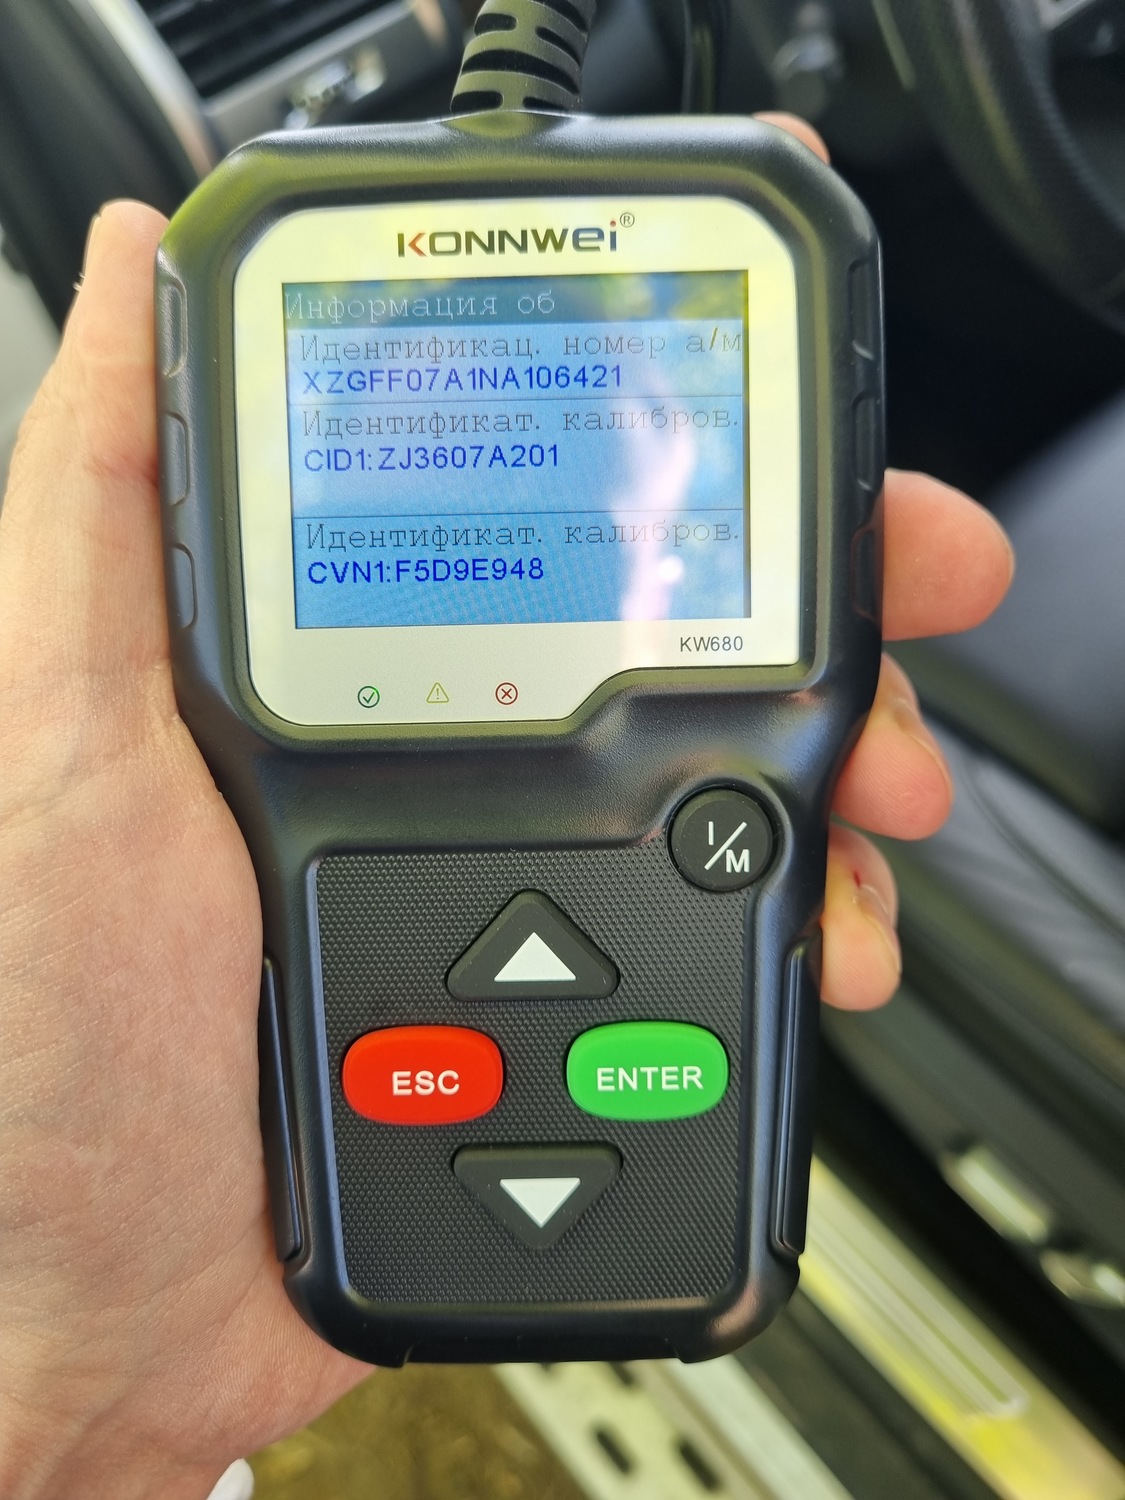 KONNWEI®
Информация об
Идентификац. номер а/м
XZGFF07A1NA106421
Идентификат. калибров.
CID1:ZJ3607A201
Идентификат. калибров.
CVN1:F5D9E948
KW680
I/M
ESC
ENTER